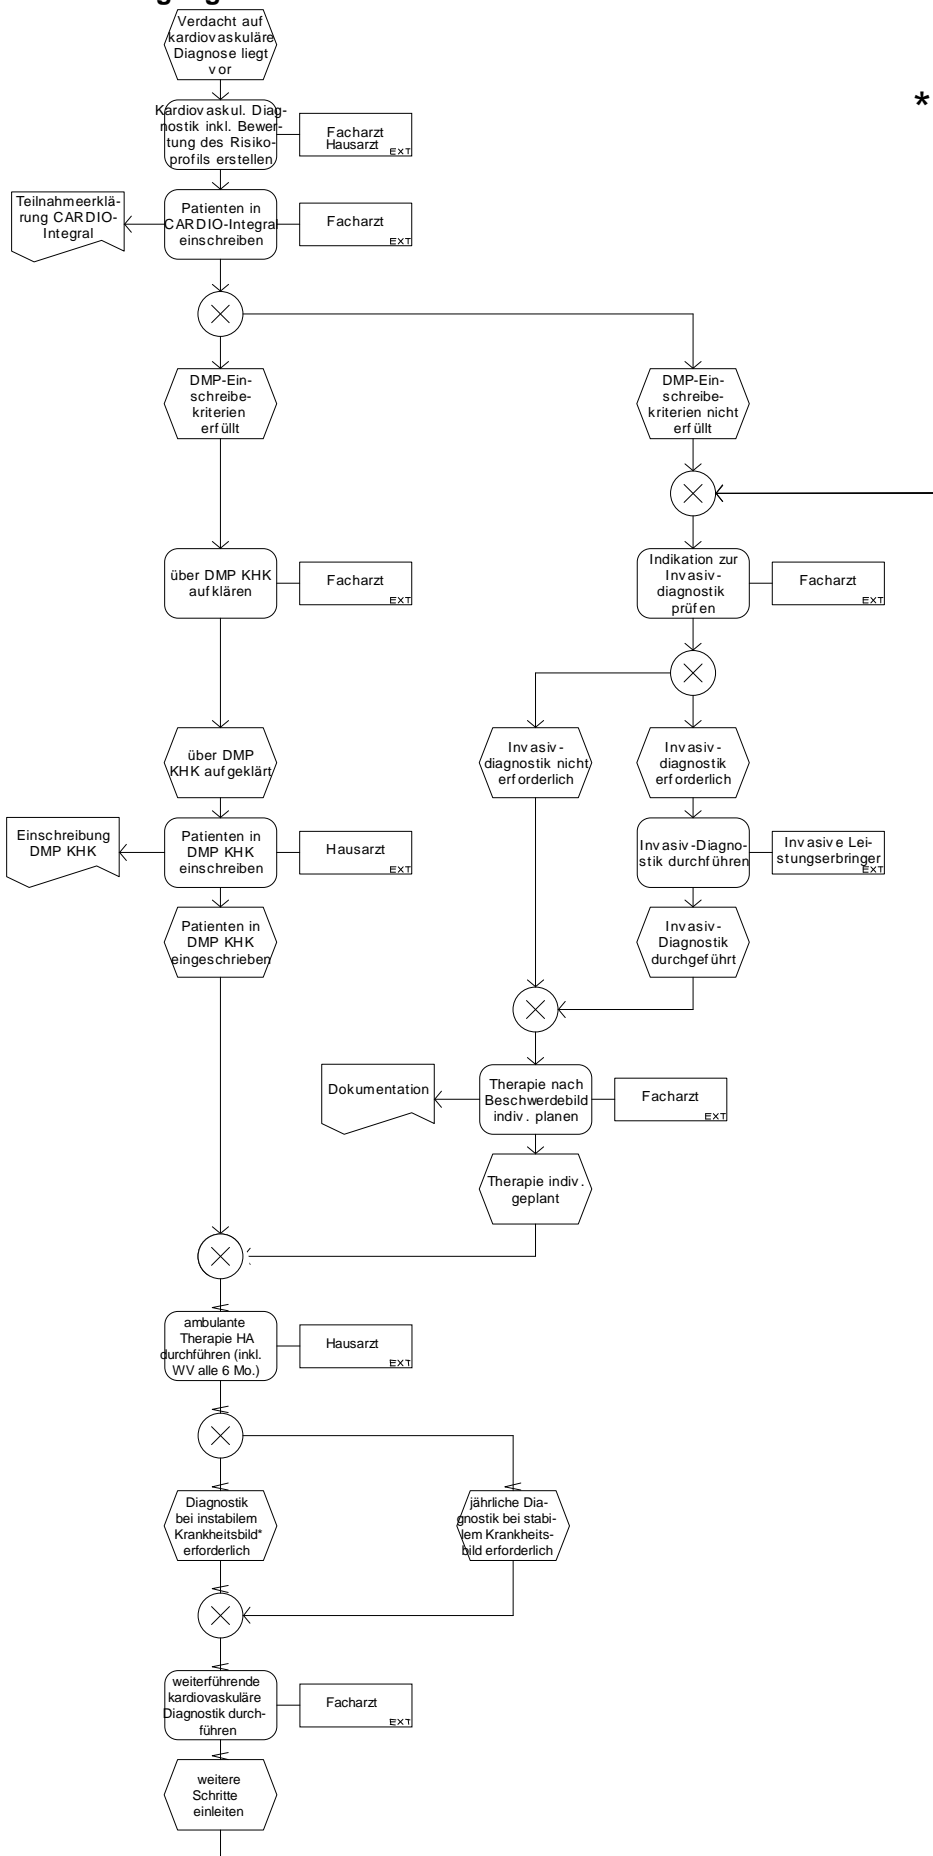 Verdacht auf
kardiovaskuläre
Diagnose liegt
vor
*
Kardiovaskul. Diag-
nostik inkl. Bewer-
tung des Risiko-
profils erstellen
Facharzt
Hausarzt
EXT
Teilnahmeerklä-
rung CARDIO-
Integral
Patienten in
CARDIO-Integral
einschreiben
Facharzt
EXT
DMP-Ein-
schreibe-
kriterien
erfüllt
DMP-Ein-
schreibe-
kriterien nicht
erfüllt
über DMP KHK
aufklären
Facharzt
EXT
Indikation zur
Invasiv-
diagnostik
prüfen
Facharzt
EXT
über DMP
KHK aufgeklärt
Invasiv-
diagnostik nicht
erforderlich
Invasiv-
diagnostik
erforderlich
Einschreibung
DMP KHK
Patienten in
DMP KHK
einschreiben
Hausarzt
EXT
Invasiv-Diagno-
stik durchführen
Invasive Lei-
stungserbringer
EXT
Patienten in
DMP KHK
eingeschrieben
Invasiv-
Diagnostik
durchgeführt
Dokumentation
Therapie nach
Beschwerdebild
indiv. planen
Facharzt
EXT
Therapie indiv.
geplant
ambulante
Therapie HA
durchführen (inkl.
WV alle 6 Mo.)
Hausarzt
EXT
Diagnostik
bei instabilem
Krankheitsbild*
erforderlich
jährliche Dia-
gnostik bei stabi-
lem Krankheits-
bild erforderlich
weiterführende
kardiovaskuläre
Diagnostik durch-
führen
Facharzt
EXT
weitere
Schritte
einleiten